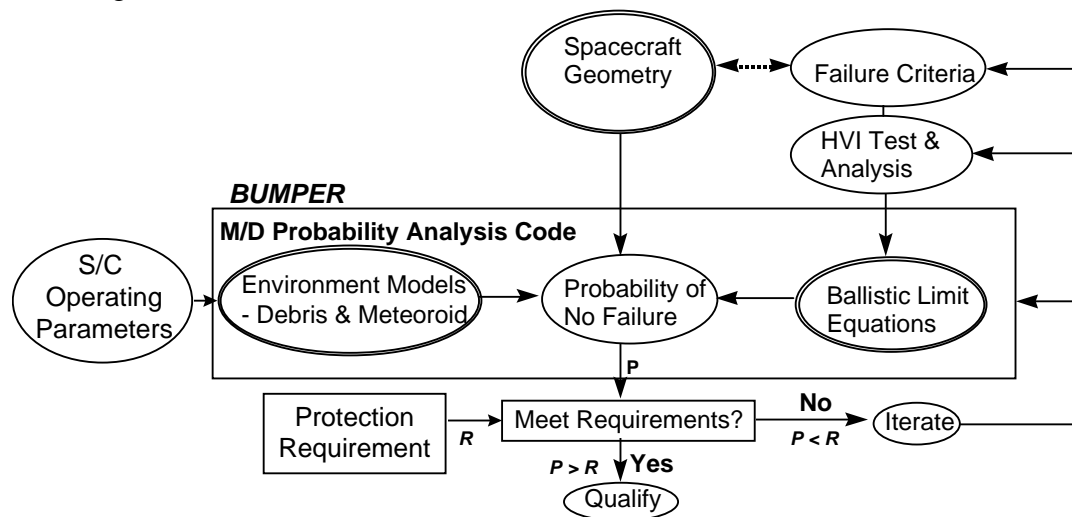 Spacecraft
Geometry
Failure Criteria
HVI Test &
Analysis
BUMPER
M/D Probability Analysis Code
S/C
Operating
Parameters
Environment Models
- Debris & Meteoroid
Probability of
No Failure
Ballistic Limit
Equations
P
Protection
Requirement
R
Meet Requirements?
No
P < R
Iterate
P > R
Yes
Qualify